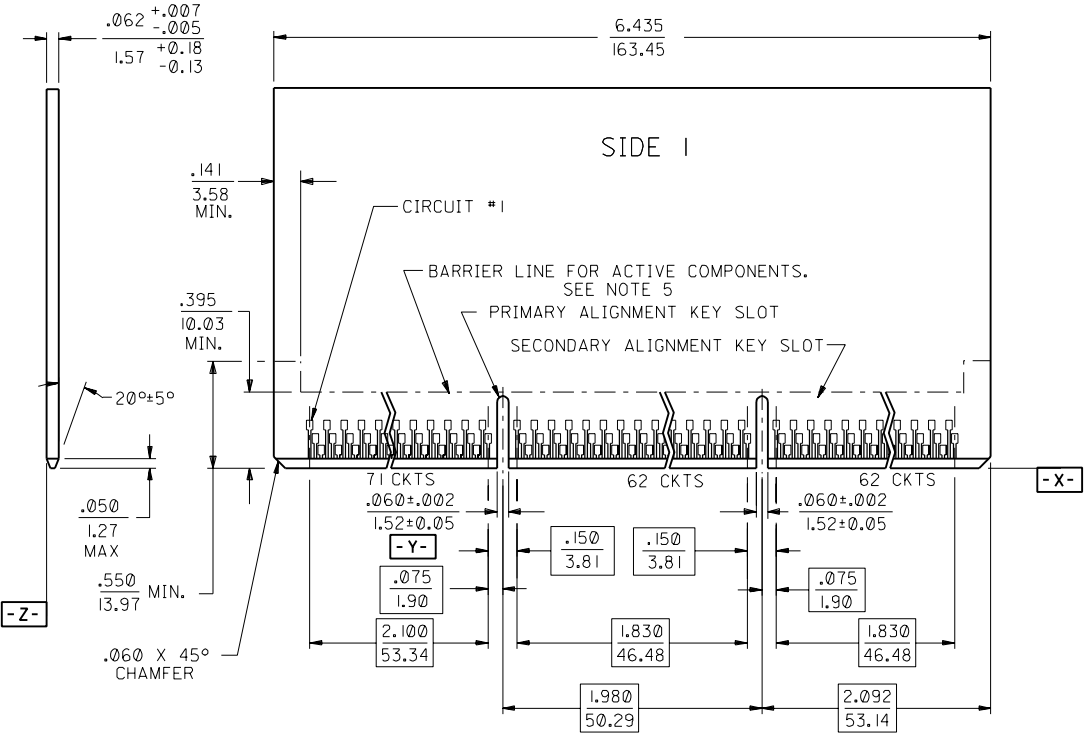 .062 +.007
-.005
1.57 +0.18
-0.13
6.435
163.45
SIDE 1
.141
3.58
MIN.
CIRCUIT #1
BARRIER LINE FOR ACTIVE COMPONENTS.
SEE NOTE 5
.395
10.03
MIN.
PRIMARY ALIGNMENT KEY SLOT
SECONDARY ALIGNMENT KEY SLOT
20°±5°
71 CKTS
62 CKTS
62 CKTS
-X-
.050
1.27
MAX
.060±.002
1.52±0.05
.060±.002
1.52±0.05
-Y-
.150
3.81
.150
3.81
.550
13.97 MIN.
.075
1.90
.075
1.90
-Z-
2.100
53.34
1.830
46.48
1.830
46.48
.060 X 45°
CHAMFER
1.980
50.29
2.092
53.14